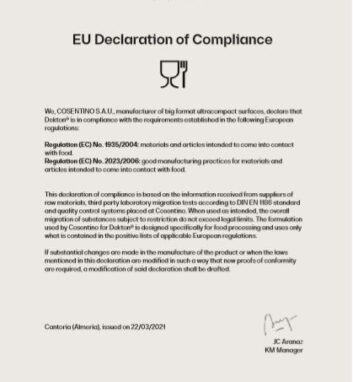 EU Declaration of Compliance
We, COSENTINO S.A.U., manufacturer of big format ultracompact surfaces, declare that
Dekton® is in compliance with the requirements established in the following European
regulations:
Regulation (EC) No. 1935/2004: materials and articles intended to come into contact
with food.
Regulation (EC) No. 2023/2006: good manufacturing practices for materials and
articles intended to come into contact with food.
This declaration of compliance is based on the information received from suppliers of
raw materials, third party laboratory migration tests according to DIN EN 1186 standard
and quality control systems placed at Cosentino. When used as intended, the overall
migration of substances subject to restriction do not exceed legal limits. The formulation
used by Cosentino for Dekton® is designed specifically for food processing and uses only
what is contained in the positive lists of applicable European regulations.
If substantial changes are made in the manufacture of the product or when the laws
mentioned in this declaration are modified in such a way that new proofs of conformity
are required, a modification of said declaration shall be drafted.
Cantoria (Almería), issued on 22/03/2021
JC Aranaz
KM Manager